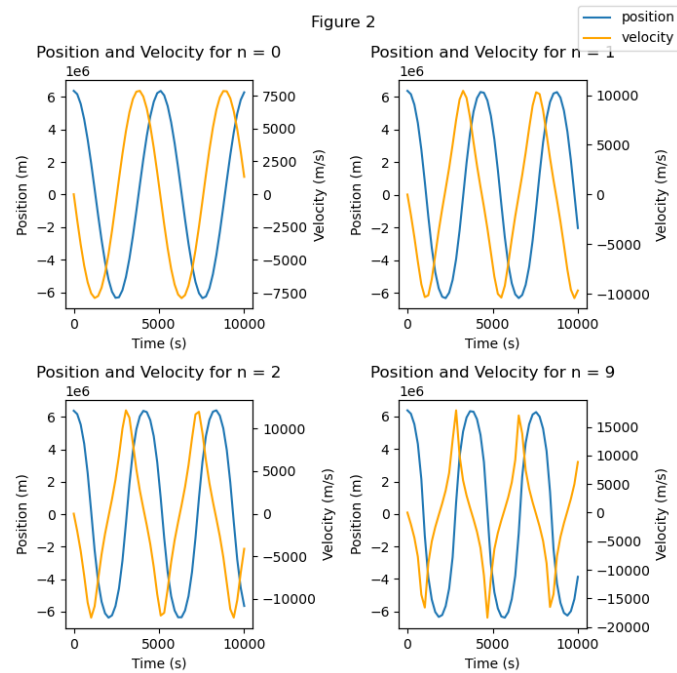 Figure 2
position
velocity
Position and Velocity for n = 0
1e6
6
4
2
0
−2
−4
−6
Position (m)
7500
5000
2500
0
−2500
−5000
−7500
Velocity (m/s)
0
5000
10000
Time (s)
Position and Velocity for n = 1
1e6
6
4
2
0
−2
−4
−6
Position (m)
10000
5000
0
−5000
−10000
Velocity (m/s)
0
5000
10000
Time (s)
Position and Velocity for n = 2
1e6
6
4
2
0
−2
−4
−6
Position (m)
10000
5000
0
−5000
−10000
Velocity (m/s)
0
5000
10000
Time (s)
Position and Velocity for n = 9
1e6
6
4
2
0
−2
−4
−6
Position (m)
15000
10000
5000
0
−5000
−10000
−15000
−20000
Velocity (m/s)
0
5000
10000
Time (s)